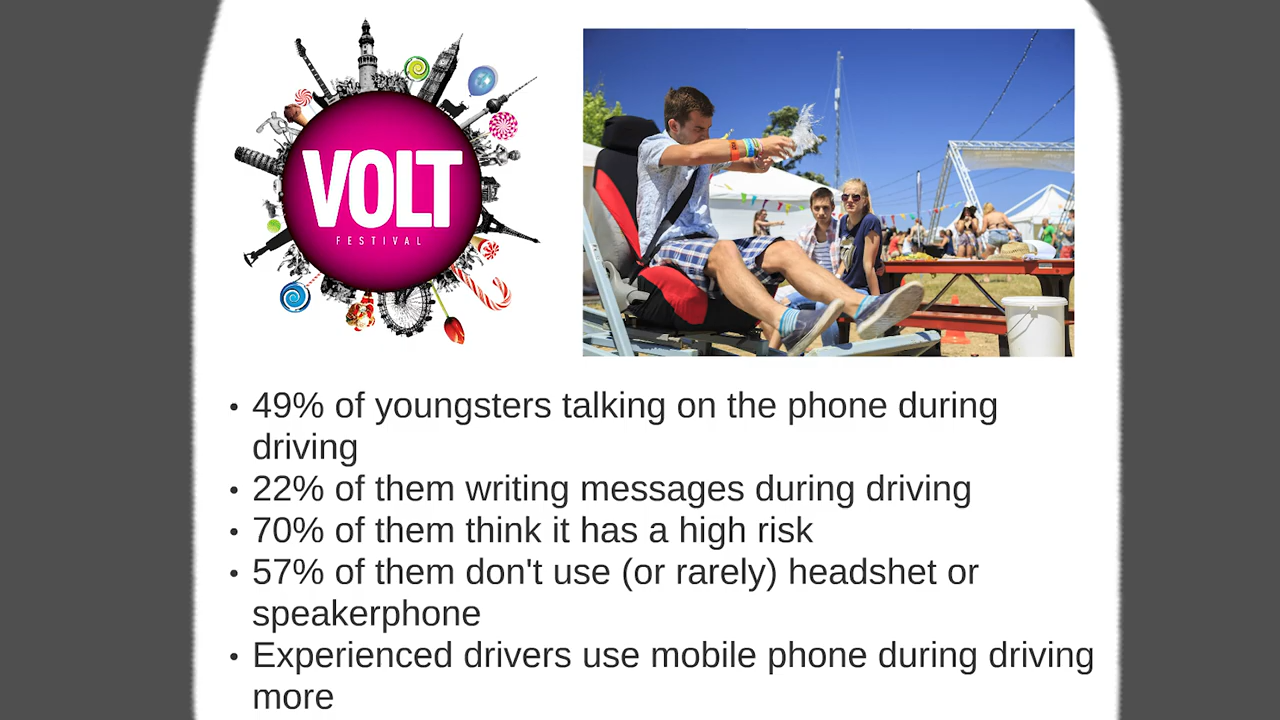 VOLT
FESTIVAL
• 49% of youngsters talking on the phone during
driving
• 22% of them writing messages during driving
• 70% of them think it has a high risk
• 57% of them don't use (or rarely) headshet or
speakerphone
• Experienced drivers use mobile phone during driving
more